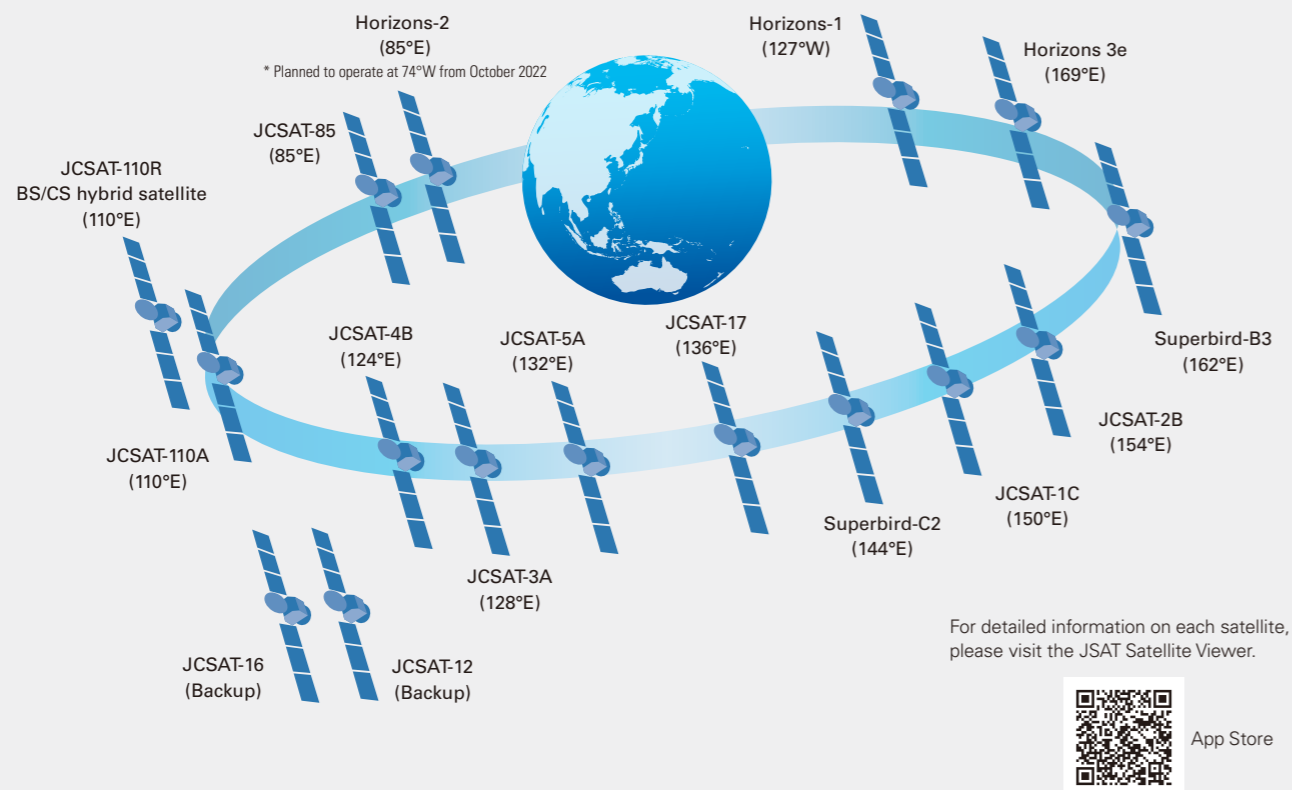 Horizons-2
(85°E)
* Planned to operate at 74°W from October 2022
Horizons-1
(127°W)
Horizons 3e
(169°E)
JCSAT-85
(85°E)
JCSAT-110R
BS/CS hybrid satellite
(110°E)
JCSAT-4B
(124°E)
JCSAT-5A
(132°E)
JCSAT-17
(136°E)
Superbird-B3
(162°E)
JCSAT-110A
(110°E)
JCSAT-2B
(154°E)
JCSAT-1C
(150°E)
Superbird-C2
(144°E)
JCSAT-3A
(128°E)
JCSAT-16
(Backup)
JCSAT-12
(Backup)
For detailed information on each satellite,
please visit the JSAT Satellite Viewer.
App Store